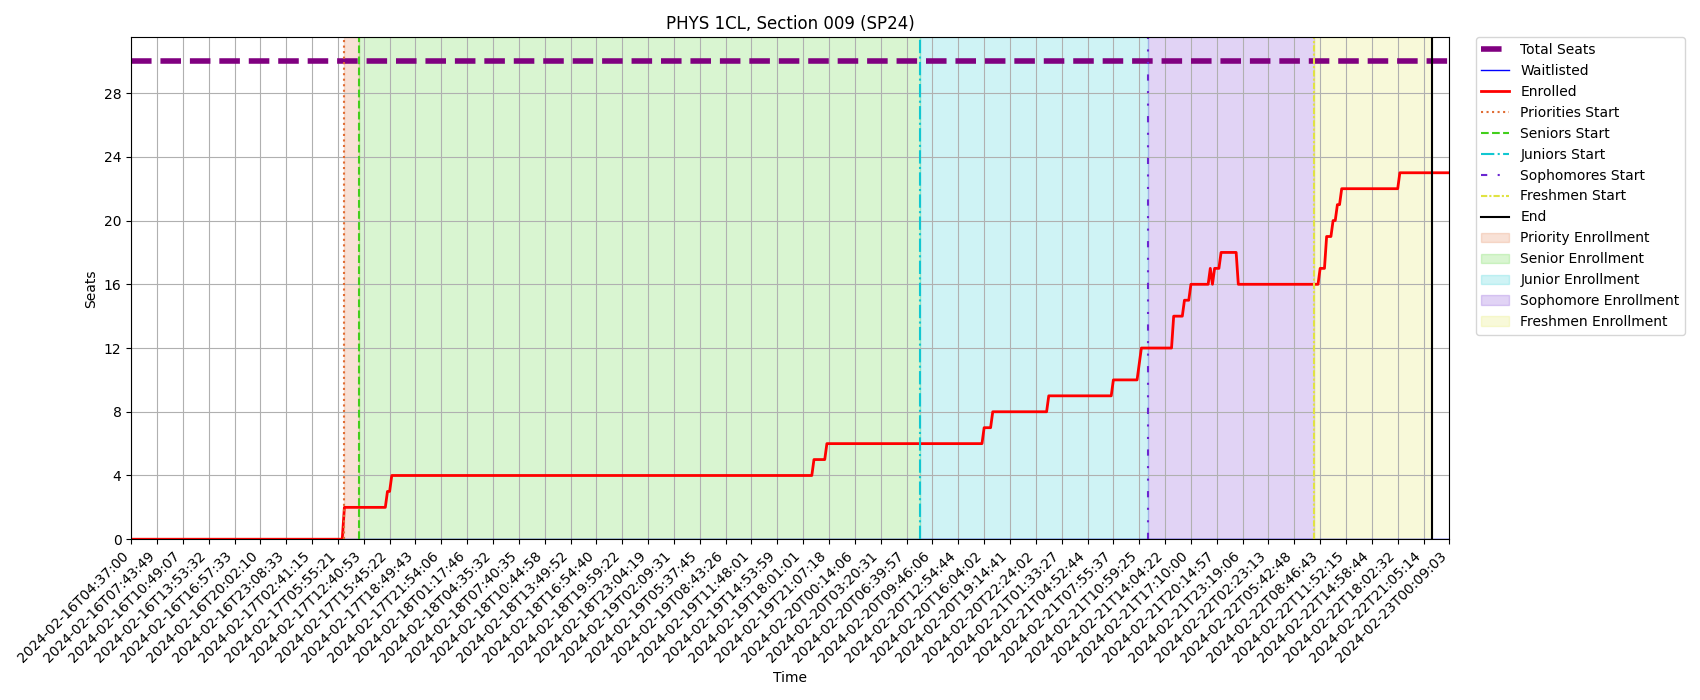 PHYS 1CL, Section 009 (SP24)
Seats
28
24
20
16
12
8
4
0
2024-02-16T04:37:00
2024-02-16T07:43:49
2024-02-16T10:49:07
2024-02-16T13:53:32
2024-02-16T16:57:33
2024-02-16T20:02:10
2024-02-16T23:08:33
2024-02-17T02:41:15
2024-02-17T05:55:21
2024-02-17T12:40:53
2024-02-17T15:45:22
2024-02-17T18:49:43
2024-02-17T21:54:06
2024-02-18T01:17:46
2024-02-18T04:35:32
2024-02-18T07:40:35
2024-02-18T10:44:58
2024-02-18T13:49:52
2024-02-18T16:54:40
2024-02-18T19:59:22
2024-02-18T23:04:19
2024-02-19T02:09:31
2024-02-19T05:37:45
2024-02-19T08:43:26
2024-02-19T11:48:01
2024-02-19T14:53:59
2024-02-19T18:01:01
2024-02-19T21:07:18
2024-02-20T00:14:06
2024-02-20T03:20:31
2024-02-20T06:39:57
2024-02-20T09:46:06
2024-02-20T12:54:44
2024-02-20T16:04:02
2024-02-20T19:14:41
2024-02-20T22:24:02
2024-02-21T01:33:27
2024-02-21T04:52:44
2024-02-21T07:55:37
2024-02-21T10:59:25
2024-02-21T14:04:22
2024-02-21T17:10:00
2024-02-21T20:14:57
2024-02-21T23:19:06
2024-02-22T02:23:13
2024-02-22T05:42:48
2024-02-22T08:46:43
2024-02-22T11:52:15
2024-02-22T14:58:44
2024-02-22T18:02:32
2024-02-22T21:05:14
2024-02-23T00:09:03
Time
Total Seats
Waitlisted
Enrolled
Priorities Start
Seniors Start
Juniors Start
Sophomores Start
Freshmen Start
End
Priority Enrollment
Senior Enrollment
Junior Enrollment
Sophomore Enrollment
Freshmen Enrollment